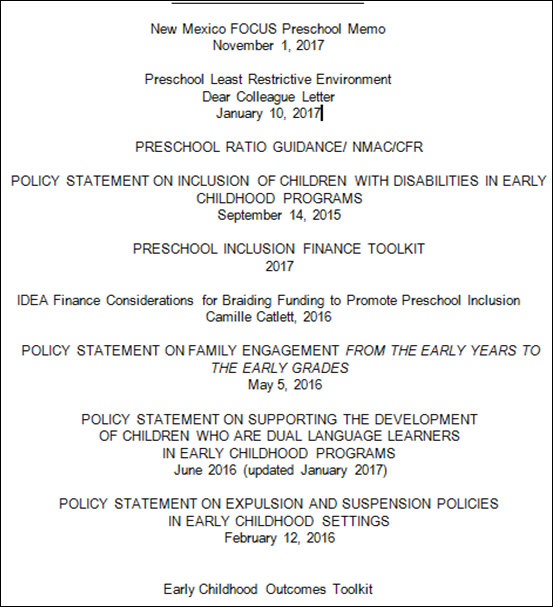 New Mexico FOCUS Preschool Memo
November 1, 2017
Preschool Least Restrictive Environment
Dear Colleague Letter
January 10, 2017
PRESCHOOL RATIO GUIDANCE/ NMAC/CFR
POLICY STATEMENT ON INCLUSION OF CHILDREN WITH DISABILITIES IN EARLY
CHILDHOOD PROGRAMS
September 14, 2015
PRESCHOOL INCLUSION FINANCE TOOLKIT
2017
IDEA Finance Considerations for Braiding Funding to Promote Preschool Inclusion
Camille Catlett, 2016
POLICY STATEMENT ON FAMILY ENGAGEMENT FROM THE EARLY YEARS TO
THE EARLY GRADES
May 5, 2016
POLICY STATEMENT ON SUPPORTING THE DEVELOPMENT
OF CHILDREN WHO ARE DUAL LANGUAGE LEARNERS
IN EARLY CHILDHOOD PROGRAMS
June 2016 (updated January 2017)
POLICY STATEMENT ON EXPULSION AND SUSPENSION POLICIES
IN EARLY CHILDHOOD SETTINGS
February 12, 2016
Early Childhood Outcomes Toolkit